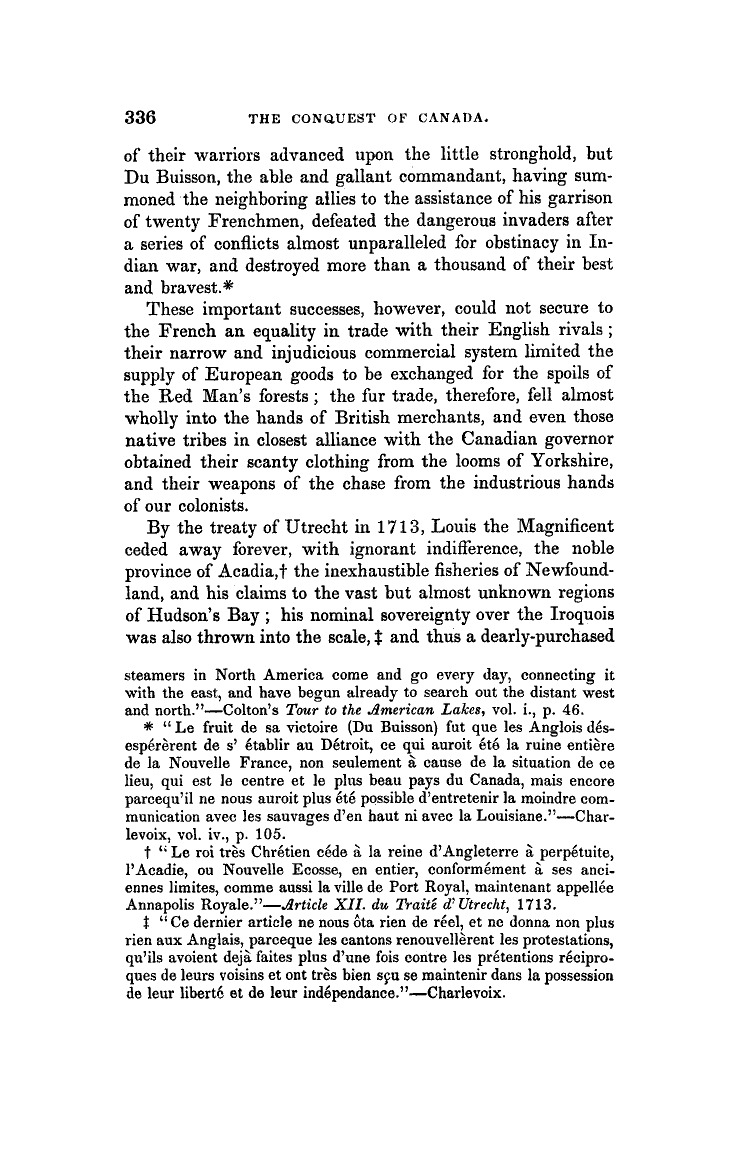 336 THE CONQUEST OF CANADA.
of their warriors advanced upon the little stronghold, but
Du Buisson, the able and gallant commandant, having sum-
moned the neighboring allies to the assistance of his garrison
of twenty Frenchmen, defeated the dangerous invaders after
a series of conflicts almost unparalleled for obstinacy in In-
dian war, and destroyed more than a thousand of their best
and bravest.*
These important successes, however, could not secure to
the French an equality in trade with their English rivals ;
their narrow and injudicious commercial system limited the
supply of European goods to be exchanged for the spoils of
the Red Man's forests ; the fur trade, therefore, fell almost
wholly into the hands of British merchants, and even those
native tribes in closest alliance with the Canadian governor
obtained their scanty clothing from the looms of Yorkshire,
and their weapons of the chase from the industrious hands
of our colonists.
By the treaty of Utrecht in 1713, Louis the Magnificent
ceded away forever, with ignorant indifference, the noble
province of Acadia,† the inexhaustible fisheries of Newfound-
land, and his claims to the vast but almost unknown regions
of Hudson's Bay ; his nominal sovereignty over the Iroquois
was also thrown into the scale,‡ and thus a dearly-purchased
steamers in North America come and go every day, connecting it
with the east, and have begun already to search out the distant west
and north."—Colton's Tour to the American Lakes, vol. i., p. 46.
* "Le fruit de sa victoire (Du Buisson) fut que les Anglois dés-
espérèrent de s' établir au Détroit, ce qui auroit été la ruine entière
de la Nouvelle France, non seulement à cause de la situation de ce
lieu, qui est le centre et le plus beau pays du Canada, mais encore
parcequ'il ne nous auroit plus été possible d'entretenir la moindre com-
munication avec les sauvages d'en haut ni avec la Louisiane."—Char-
levoix, vol. iv., p. 105.
† "Le roi très Chrétien céde à la reine d'Angleterre à perpétuite,
l'Acadie, ou Nouvelle Ecosse, en entier, conformément à ses anci-
ennes limites, comme aussi la ville de Port Royal, maintenant appellée
Annapolis Royale."—Article XII. du Traité d' Utrecht, 1713.
‡ "Ce dernier article ne nous ôta rien de réel, et ne donna non plus
rien aux Anglais, parceque les cantons renouvellèrent les protestations,
qu'ils avoient dejà faites plus d'une fois contre les prétentions récipro-
ques de leurs voisins et ont très bien sçu se maintenir dans la possession
de leur liberté et de leur indépendance."—Charlevoix.